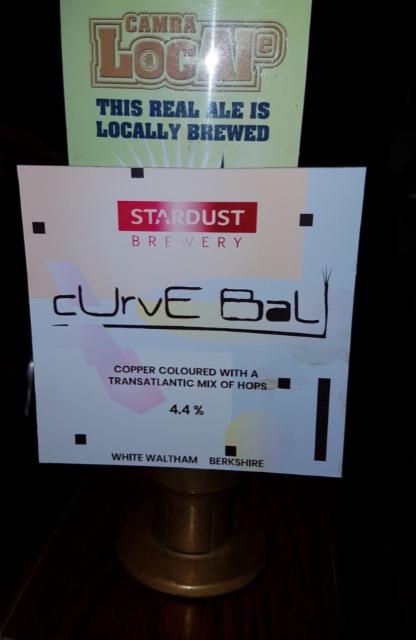 CAMRA
LocAle
THIS REAL ALE IS
LOCALLY BREWED
STARDUST
BREWERY
cUrvE BaLL
COPPER COLOURED WITH A
TRANSATLANTIC MIX OF HOPS
4.4 %
WHITE WALTHAM BERKSHIRE